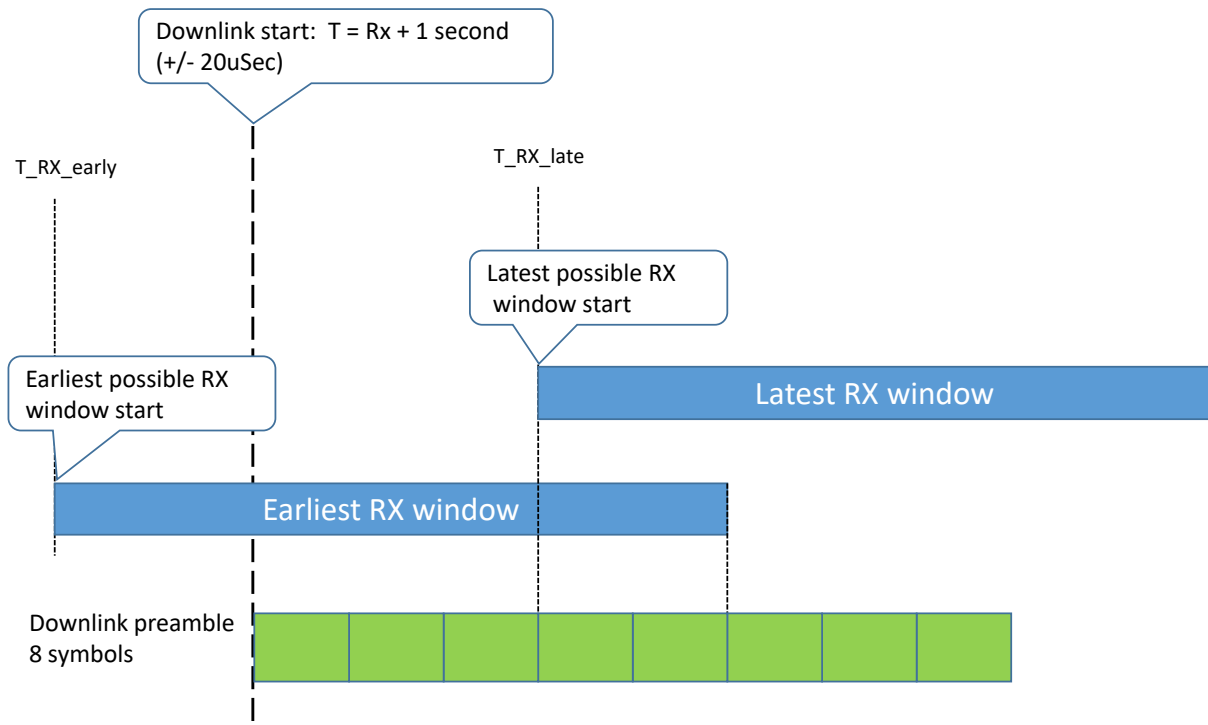 Downlink start:  T = Rx + 1 second
(+/- 20uSec)
T_RX_early
T_RX_late
Latest possible RX
window start
Earliest possible RX
window start
Latest RX window
Earliest RX window
Downlink preamble
8 symbols